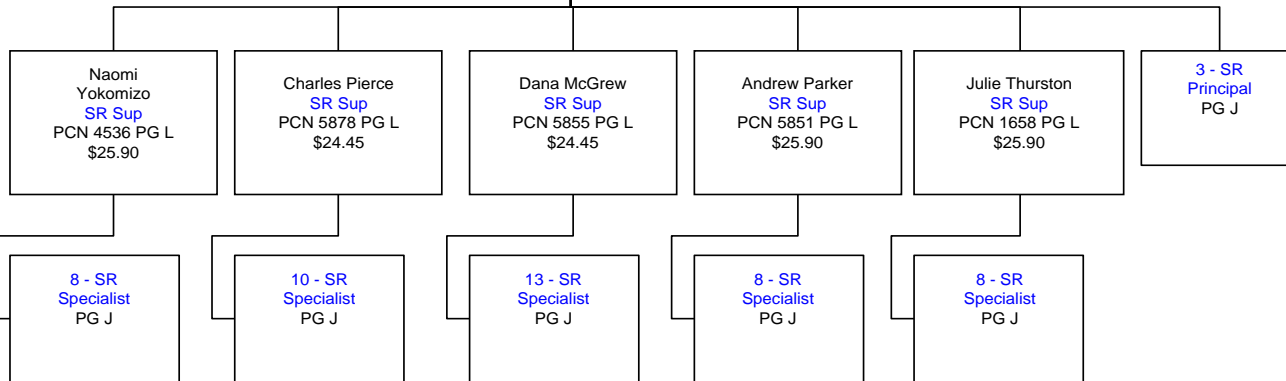 Naomi
Yokomizo
SR Sup
PCN 4536 PG L
$25.90
Charles Pierce
SR Sup
PCN 5878 PG L
$24.45
Dana McGrew
SR Sup
PCN 5855 PG L
$24.45
Andrew Parker
SR Sup
PCN 5851 PG L
$25.90
Julie Thurston
SR Sup
PCN 1658 PG L
$25.90
3 - SR
Principal
PG J
8 - SR
Specialist
PG J
10 - SR
Specialist
PG J
13 - SR
Specialist
PG J
8 - SR
Specialist
PG J
8 - SR
Specialist
PG J